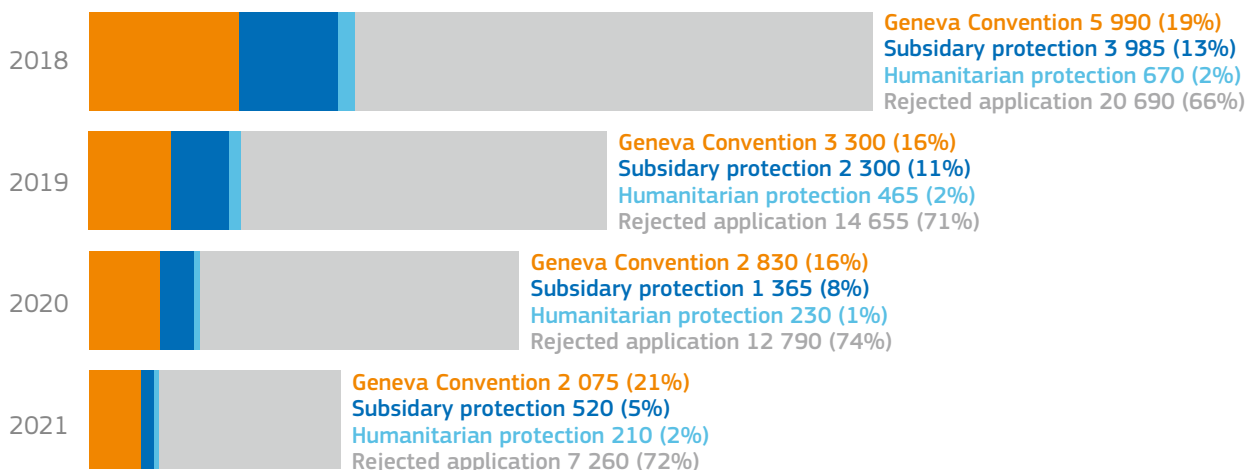 2018
Geneva Convention 5 990 (19%)
Subsidary protection 3 985 (13%)
Humanitarian protection 670 (2%)
Rejected application 20 690 (66%)
2019
Geneva Convention 3 300 (16%)
Subsidary protection 2 300 (11%)
Humanitarian protection 465 (2%)
Rejected application 14 655 (71%)
2020
Geneva Convention 2 830 (16%)
Subsidary protection 1 365 (8%)
Humanitarian protection 230 (1%)
Rejected application 12 790 (74%)
2021
Geneva Convention 2 075 (21%)
Subsidary protection 520 (5%)
Humanitarian protection 210 (2%)
Rejected application 7 260 (72%)